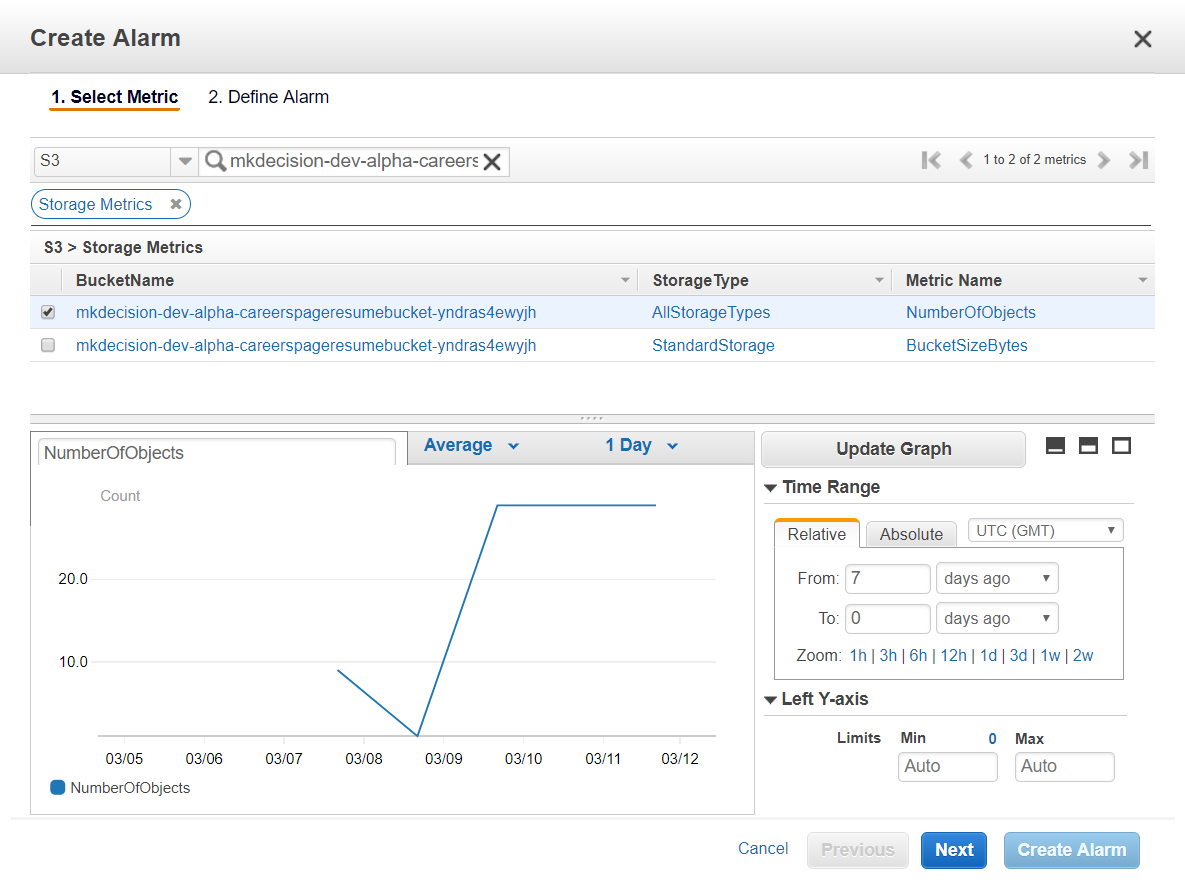 Create Alarm
1. Select Metric 2. Define Alarm
S3 mkdecision-dev-alpha-careers 1 to 2 of 2 metrics
Storage Metrics
S3 > Storage Metrics
BucketName StorageType Metric Name
mkdecision-dev-alpha-careerspageresumebucket-yndras4ewyjh AllStorageTypes NumberOfObjects
mkdecision-dev-alpha-careerspageresumebucket-yndras4ewyjh StandardStorage BucketSizeBytes
NumberOfObjects Average 1 Day
Count
20.0
10.0
03/05 03/06 03/07 03/08 03/09 03/10 03/11 03/12
NumberOfObjects
Update Graph
Time Range
Relative Absolute UTC (GMT)
From: 7 days ago
To: 0 days ago
Zoom: 1h | 3h | 6h | 12h | 1d | 3d | 1w | 2w
Left Y-axis
Limits Min 0 Max
Auto Auto
Cancel Previous Next Create Alarm